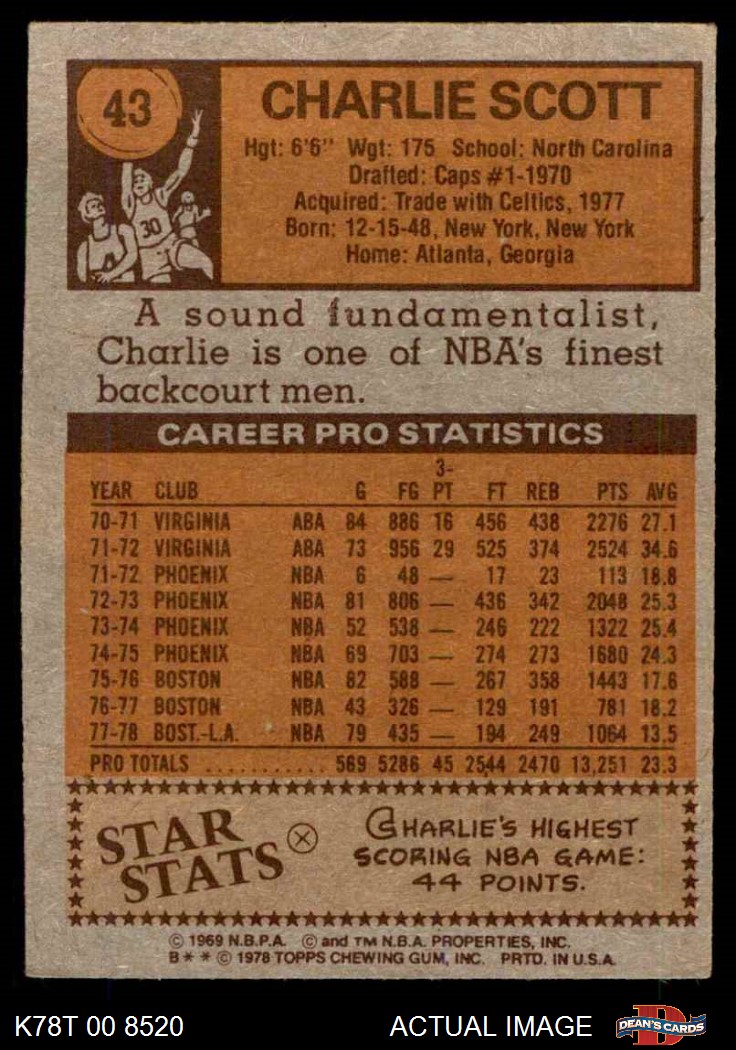 43
CHARLIE SCOTT
Hgt: 6'6" Wgt: 175 School: North Carolina
Drafted: Caps #1-1970
Acquired: Trade with Celtics, 1977
Born: 12-15-48, New York, New York
Home: Atlanta, Georgia
30
A sound fundamentalist,
Charlie is one of NBA's finest
backcourt men.
CAREER PRO STATISTICS
YEAR CLUB G FG 3-PT FT REB PTS AVG
70-71 VIRGINIA ABA 84 886 16 456 438 2276 27.1
71-72 VIRGINIA ABA 73 956 29 525 374 2524 34.6
71-72 PHOENIX NBA 6 48 — 17 23 113 18.8
72-73 PHOENIX NBA 81 806 — 436 342 2048 25.3
73-74 PHOENIX NBA 52 538 — 246 222 1322 25.4
74-75 PHOENIX NBA 69 703 — 274 273 1680 24.3
75-76 BOSTON NBA 82 588 — 267 358 1443 17.6
76-77 BOSTON NBA 43 326 — 129 191 781 18.2
77-78 BOST.-L.A. NBA 79 435 — 194 249 1064 13.5
PRO TOTALS ........... 569 5286 45 2544 2470 13,251 23.3
STAR
STATS
CHARLIE'S HIGHEST
SCORING NBA GAME:
44 POINTS.
© 1969 N.B.P.A. © and TM N.B.A. PROPERTIES, INC.
B * * © 1978 TOPPS CHEWING GUM, INC. PRTD. IN U.S.A.
K78T 00 8520 ACTUAL IMAGE
D
DEAN'S CARDS